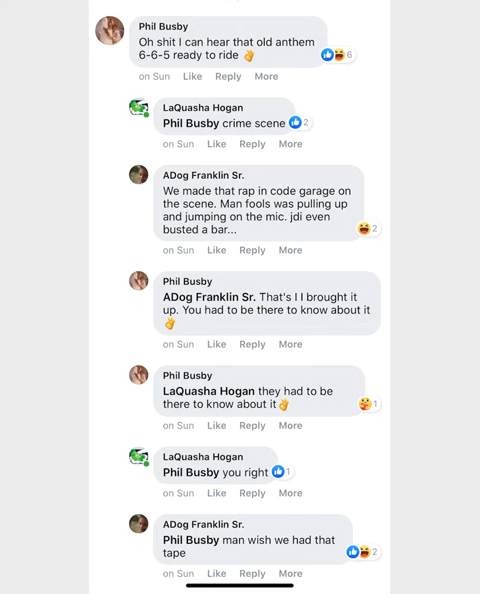 Phil Busby
Oh shit I can hear that old anthem
6-6-5 ready to ride 👌
6
on Sun Like Reply More
LaQuasha Hogan
Phil Busby crime scene
2
on Sun Like Reply More
ADog Franklin Sr.
We made that rap in code garage on
the scene. Man fools was pulling up
and jumping on the mic. jdi even
busted a bar...
2
on Sun Like Reply More
Phil Busby
ADog Franklin Sr. That's I I brought it
up. You had to be there to know about it
👌
on Sun Like Reply More
Phil Busby
LaQuasha Hogan they had to be
there to know about it👌
1
on Sun Like Reply More
LaQuasha Hogan
Phil Busby you right
1
on Sun Like Reply More
ADog Franklin Sr.
Phil Busby man wish we had that
tape
2
on Sun Like Reply More